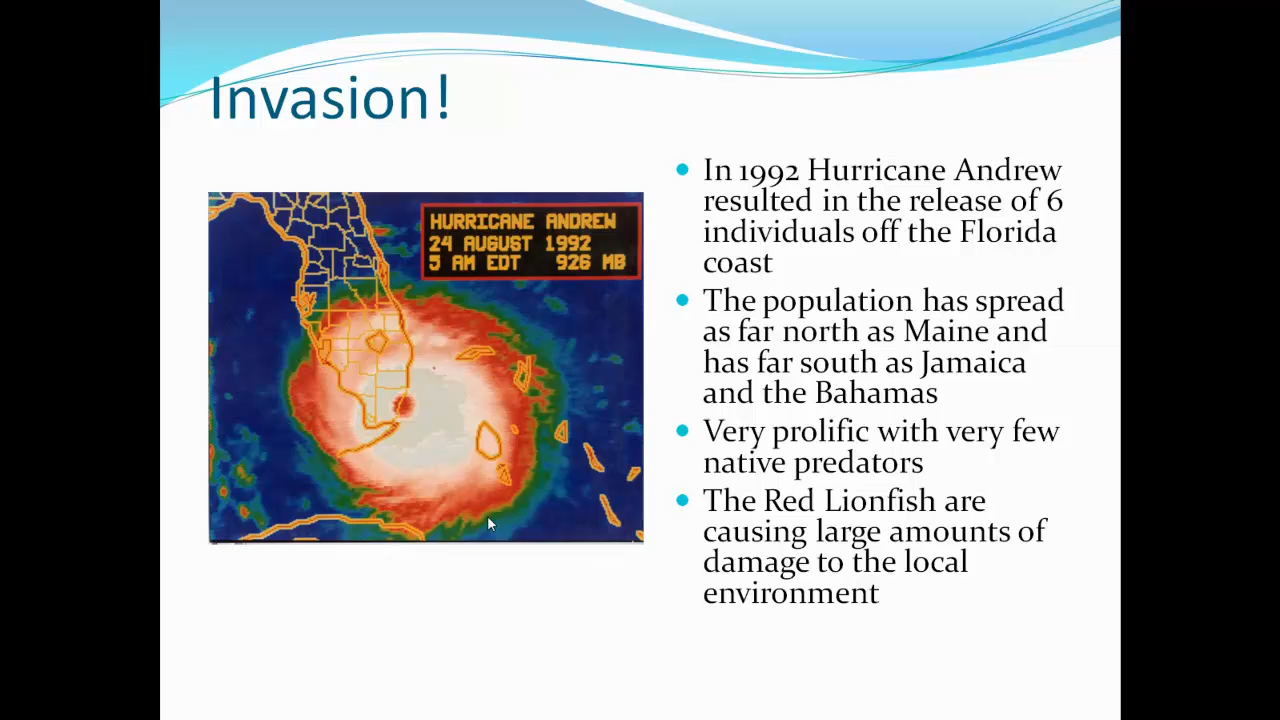 Invasion!
HURRICANE ANDREW
24 AUGUST 1992
5 AM EDT 926 MB
In 1992 Hurricane Andrew
resulted in the release of 6
individuals off the Florida
coast
The population has spread
as far north as Maine and
has far south as Jamaica
and the Bahamas
Very prolific with very few
native predators
The Red Lionfish are
causing large amounts of
damage to the local
environment